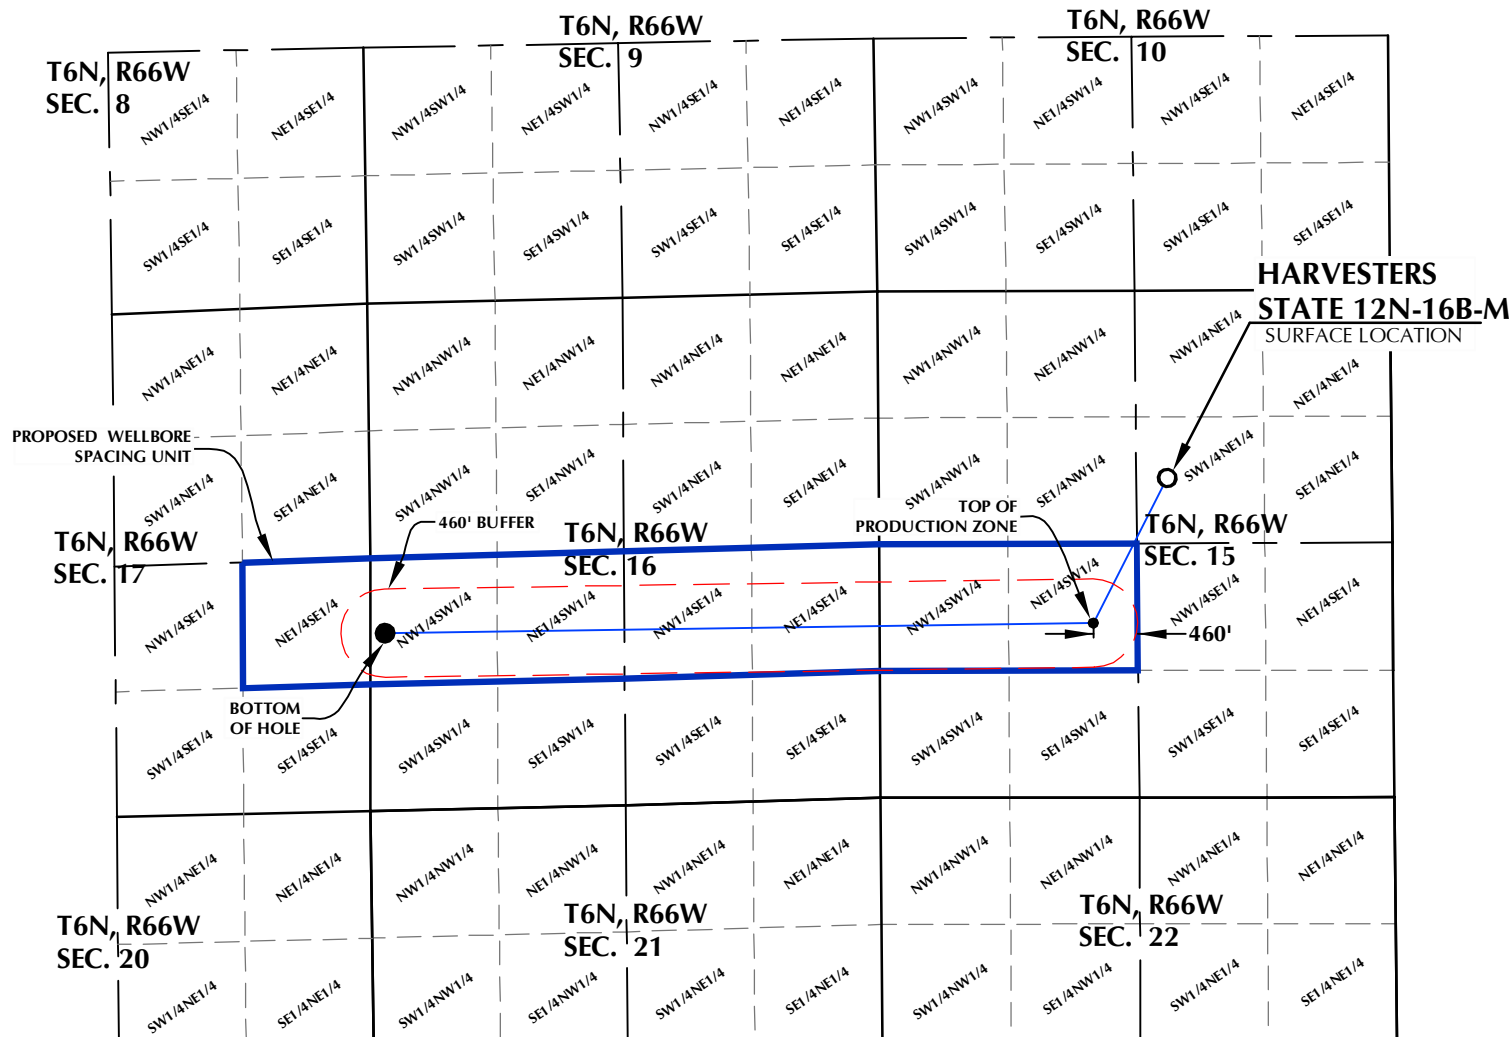 T6N, R66W
SEC. 9
T6N, R66W
SEC. 10
T6N, R66W
SEC. 8
NW1/4SE1/4
NE1/4SE1/4
NW1/4SW1/4
NE1/4SW1/4
NW1/4SE1/4
NE1/4SE1/4
NW1/4SW1/4
NE1/4SW1/4
NW1/4SE1/4
NE1/4SE1/4
SW1/4SE1/4
SE1/4SE1/4
SW1/4SW1/4
SE1/4SW1/4
SW1/4SE1/4
SE1/4SE1/4
SW1/4SW1/4
SE1/4SW1/4
SW1/4SE1/4
SE1/4SE1/4
HARVESTERS
STATE 12N-16B-M
SURFACE LOCATION
NW1/4NE1/4
NE1/4NE1/4
NW1/4NW1/4
NE1/4NW1/4
NW1/4NE1/4
NE1/4NE1/4
NW1/4NW1/4
NE1/4NW1/4
NW1/4NE1/4
NE1/4NE1/4
PROPOSED WELLBORE
SPACING UNIT
SW1/4NE1/4
SE1/4NE1/4
SW1/4NW1/4
SE1/4NW1/4
SW1/4NE1/4
SE1/4NE1/4
SW1/4NW1/4
SE1/4NW1/4
SW1/4NE1/4
SE1/4NE1/4
460' BUFFER
TOP OF
PRODUCTION ZONE
T6N, R66W
SEC. 17
T6N, R66W
SEC. 16
T6N, R66W
SEC. 15
NW1/4SE1/4
NE1/4SE1/4
NW1/4SW1/4
NE1/4SW1/4
NW1/4SE1/4
NE1/4SE1/4
NW1/4SW1/4
NE1/4SW1/4
NW1/4SE1/4
NE1/4SE1/4
460'
BOTTOM
OF HOLE
SW1/4SE1/4
SE1/4SE1/4
SW1/4SW1/4
SE1/4SW1/4
SW1/4SE1/4
SE1/4SE1/4
SW1/4SW1/4
SE1/4SW1/4
SW1/4SE1/4
SE1/4SE1/4
NW1/4NE1/4
NE1/4NE1/4
NW1/4NW1/4
NE1/4NW1/4
NW1/4NE1/4
NE1/4NE1/4
NW1/4NW1/4
NE1/4NW1/4
NW1/4NE1/4
NE1/4NE1/4
T6N, R66W
SEC. 20
T6N, R66W
SEC. 21
T6N, R66W
SEC. 22
SW1/4NE1/4
SE1/4NE1/4
SW1/4NW1/4
SE1/4NW1/4
SW1/4NE1/4
SE1/4NE1/4
SW1/4NW1/4
SE1/4NW1/4
SW1/4NE1/4
SE1/4NE1/4